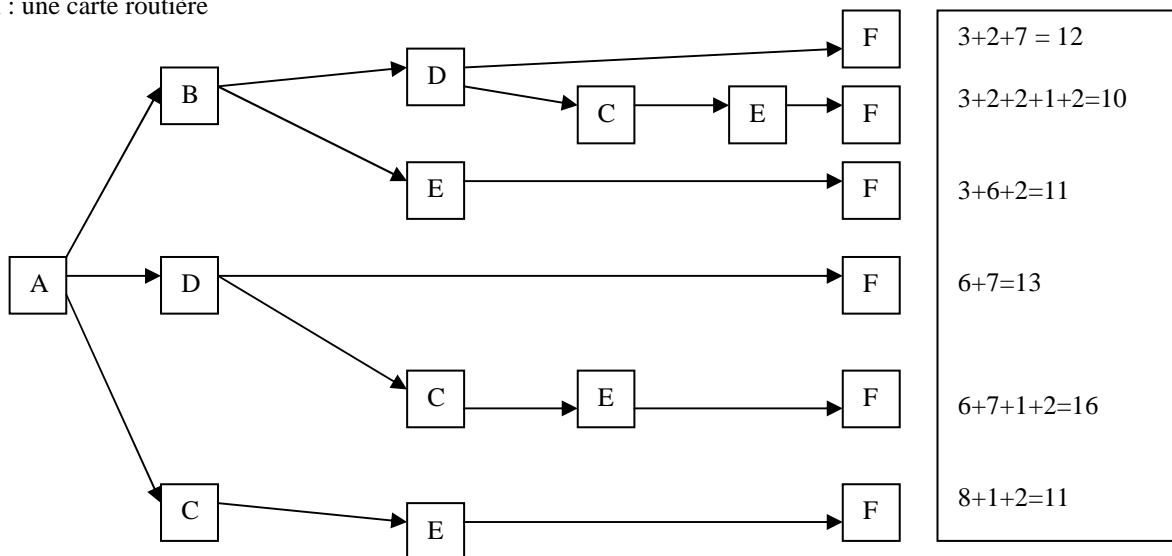 : une carte routière
F
3+2+7 = 12
D
B
C
E
F
3+2+2+1+2=10
E
F
3+6+2=11
A
D
F
6+7=13
C
E
F
6+7+1+2=16
C
E
F
8+1+2=11